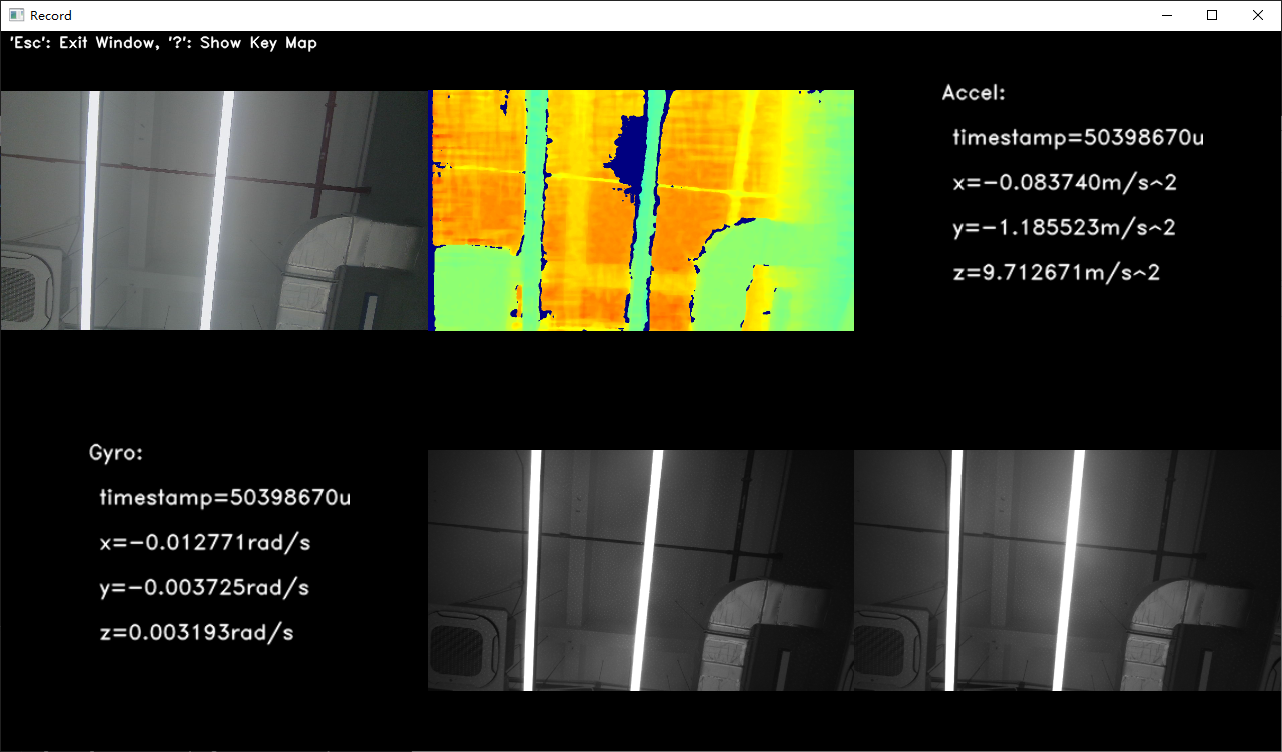 Record
'Esc': Exit Window, '?': Show Key Map
Accel:
timestamp=50398670u
x=-0.083740m/s^2
y=-1.185523m/s^2
z=9.712671m/s^2
Gyro:
timestamp=50398670u
x=-0.012771rad/s
y=-0.003725rad/s
z=0.003193rad/s